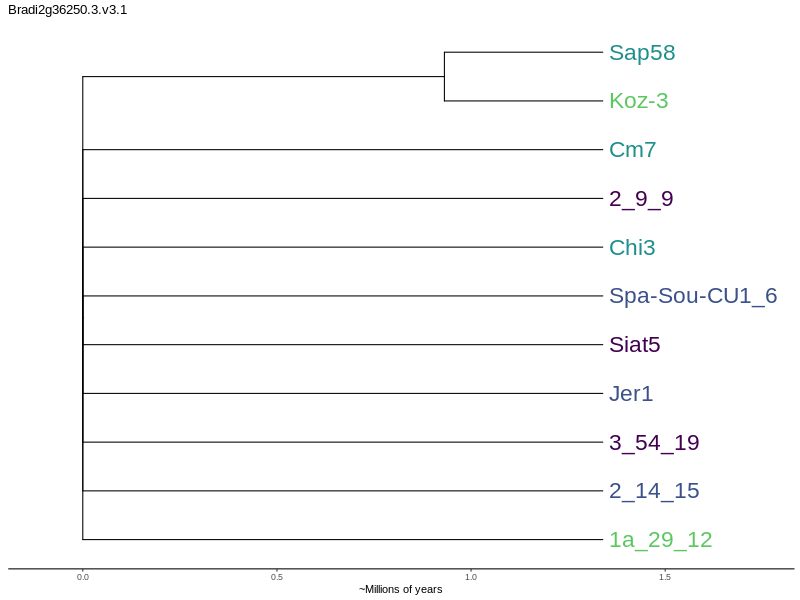 Bradi2g36250.3.v3.1
Sap58
Koz-3
Cm7
2_9_9
Chi3
Spa-Sou-CU1_6
Siat5
Jer1
3_54_19
2_14_15
1a_29_12
0.0 0.5 1.0 1.5
~Millions of years